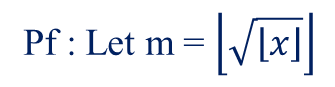 Pf : Let m = ⌊√⌊x⌋⌋